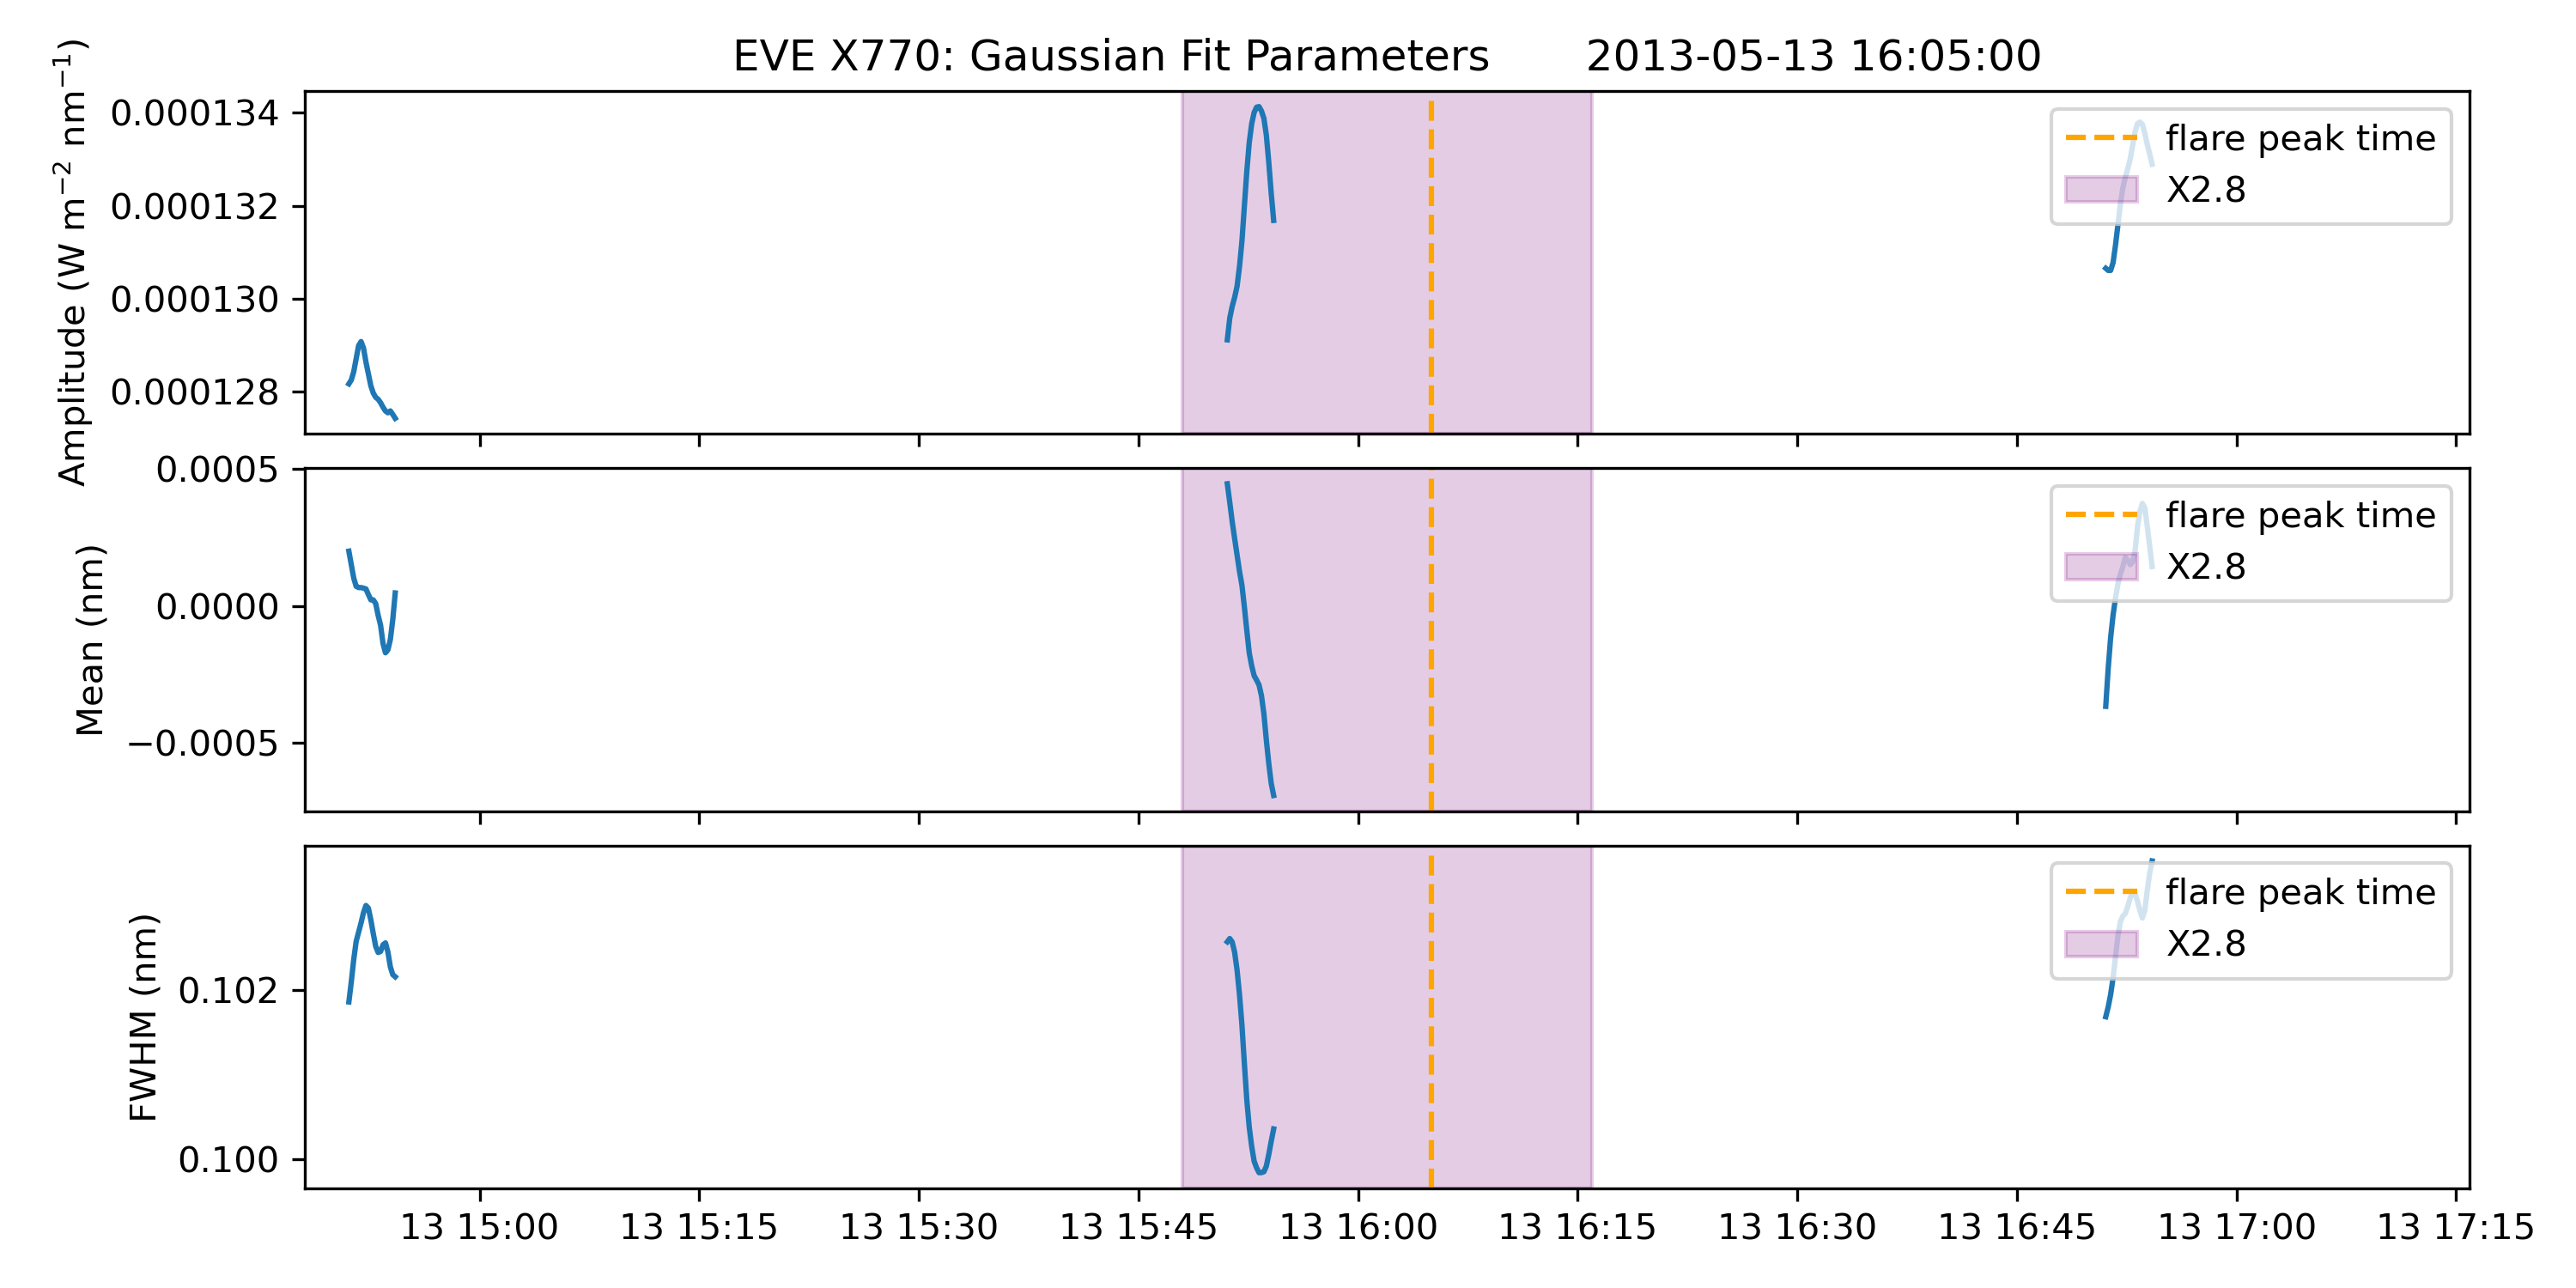 EVE X770: Gaussian Fit Parameters 2013-05-13 16:05:00
Amplitude (W m⁻² nm⁻¹)
0.000134
0.000132
0.000130
0.000128
flare peak time
X2.8
Mean (nm)
0.0005
0.0000
−0.0005
flare peak time
X2.8
FWHM (nm)
0.102
0.100
flare peak time
X2.8
13 15:00 13 15:15 13 15:30 13 15:45 13 16:00 13 16:15 13 16:30 13 16:45 13 17:00 13 17:15